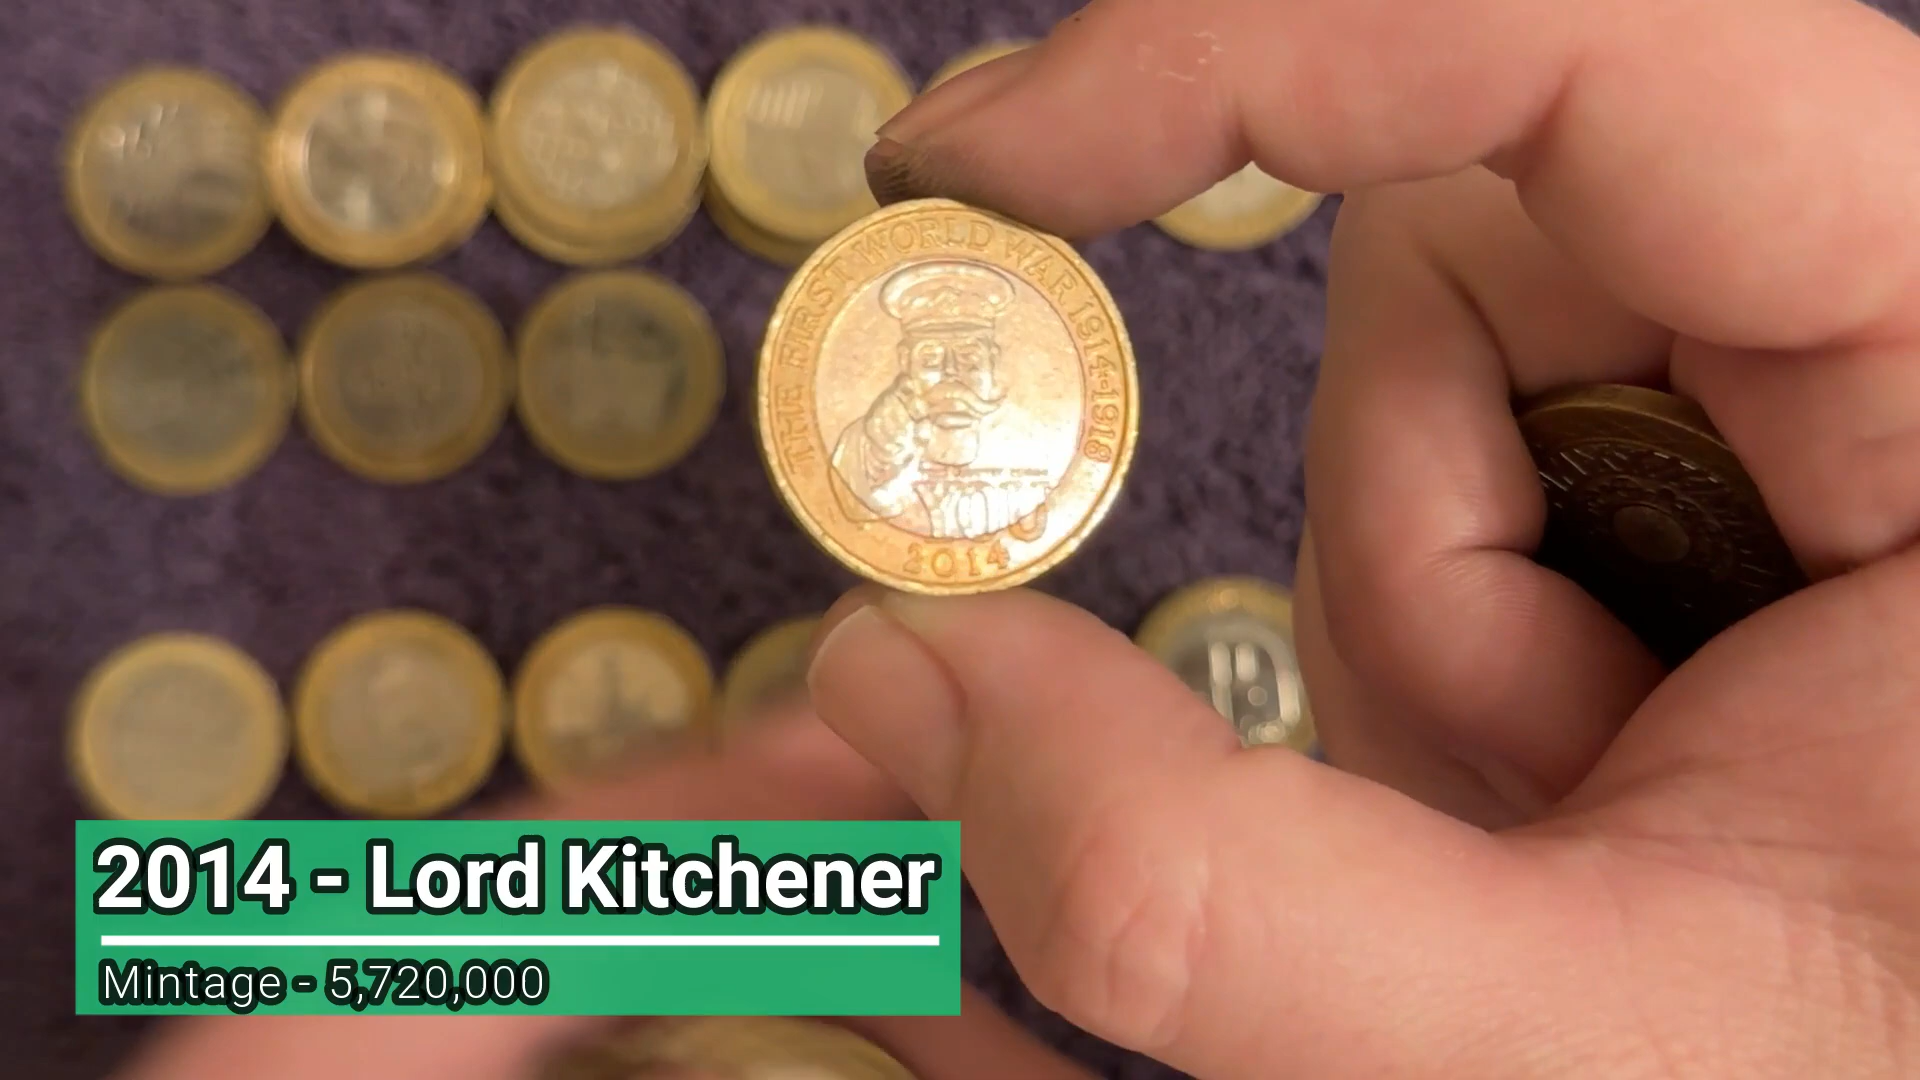 THE FIRST WORLD WAR 1914-1918
YOU
2014
2014 - Lord Kitchener
Mintage - 5,720,000